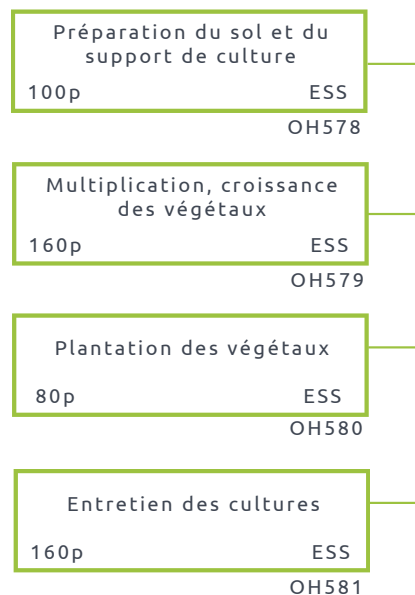 Préparation du sol et du
support de culture
100p ESS
OH578
Multiplication, croissance
des végétaux
160p ESS
OH579
Plantation des végétaux
80p ESS
OH580
Entretien des cultures
160p ESS
OH581